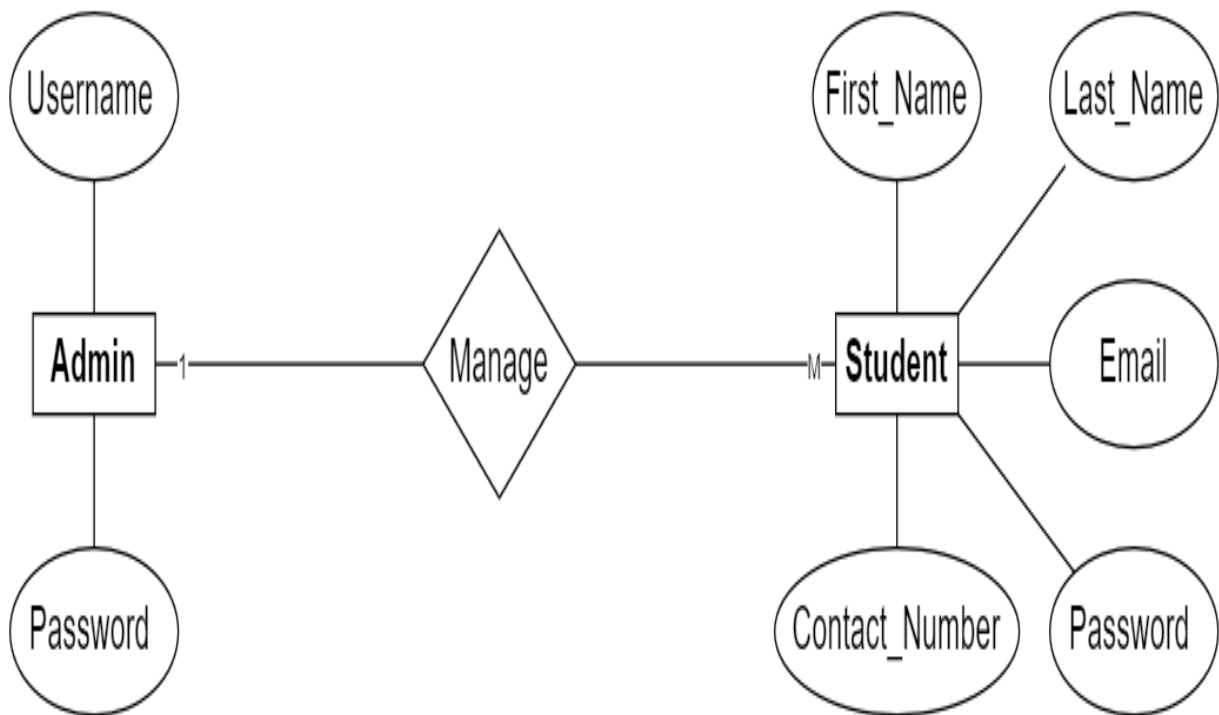 Username
First_Name
Last_Name
Admin
1
Manage
M
Student
Email
Password
Contact_Number
Password